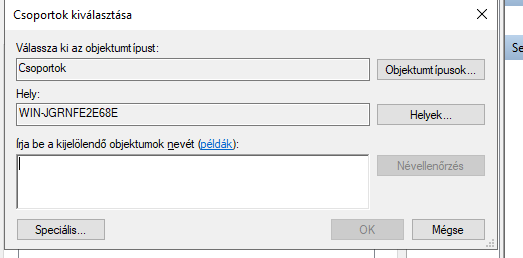 Csoportok kiválasztása
Válassza ki az objektumtípust:
Csoportok
Objektumtípusok...
Hely:
WIN-JGRNFE2E68E
Helyek...
Írja be a kijelölendő objektumok nevét (példák):
Névellenőrzés
Speciális...
OK
Mégse
Se